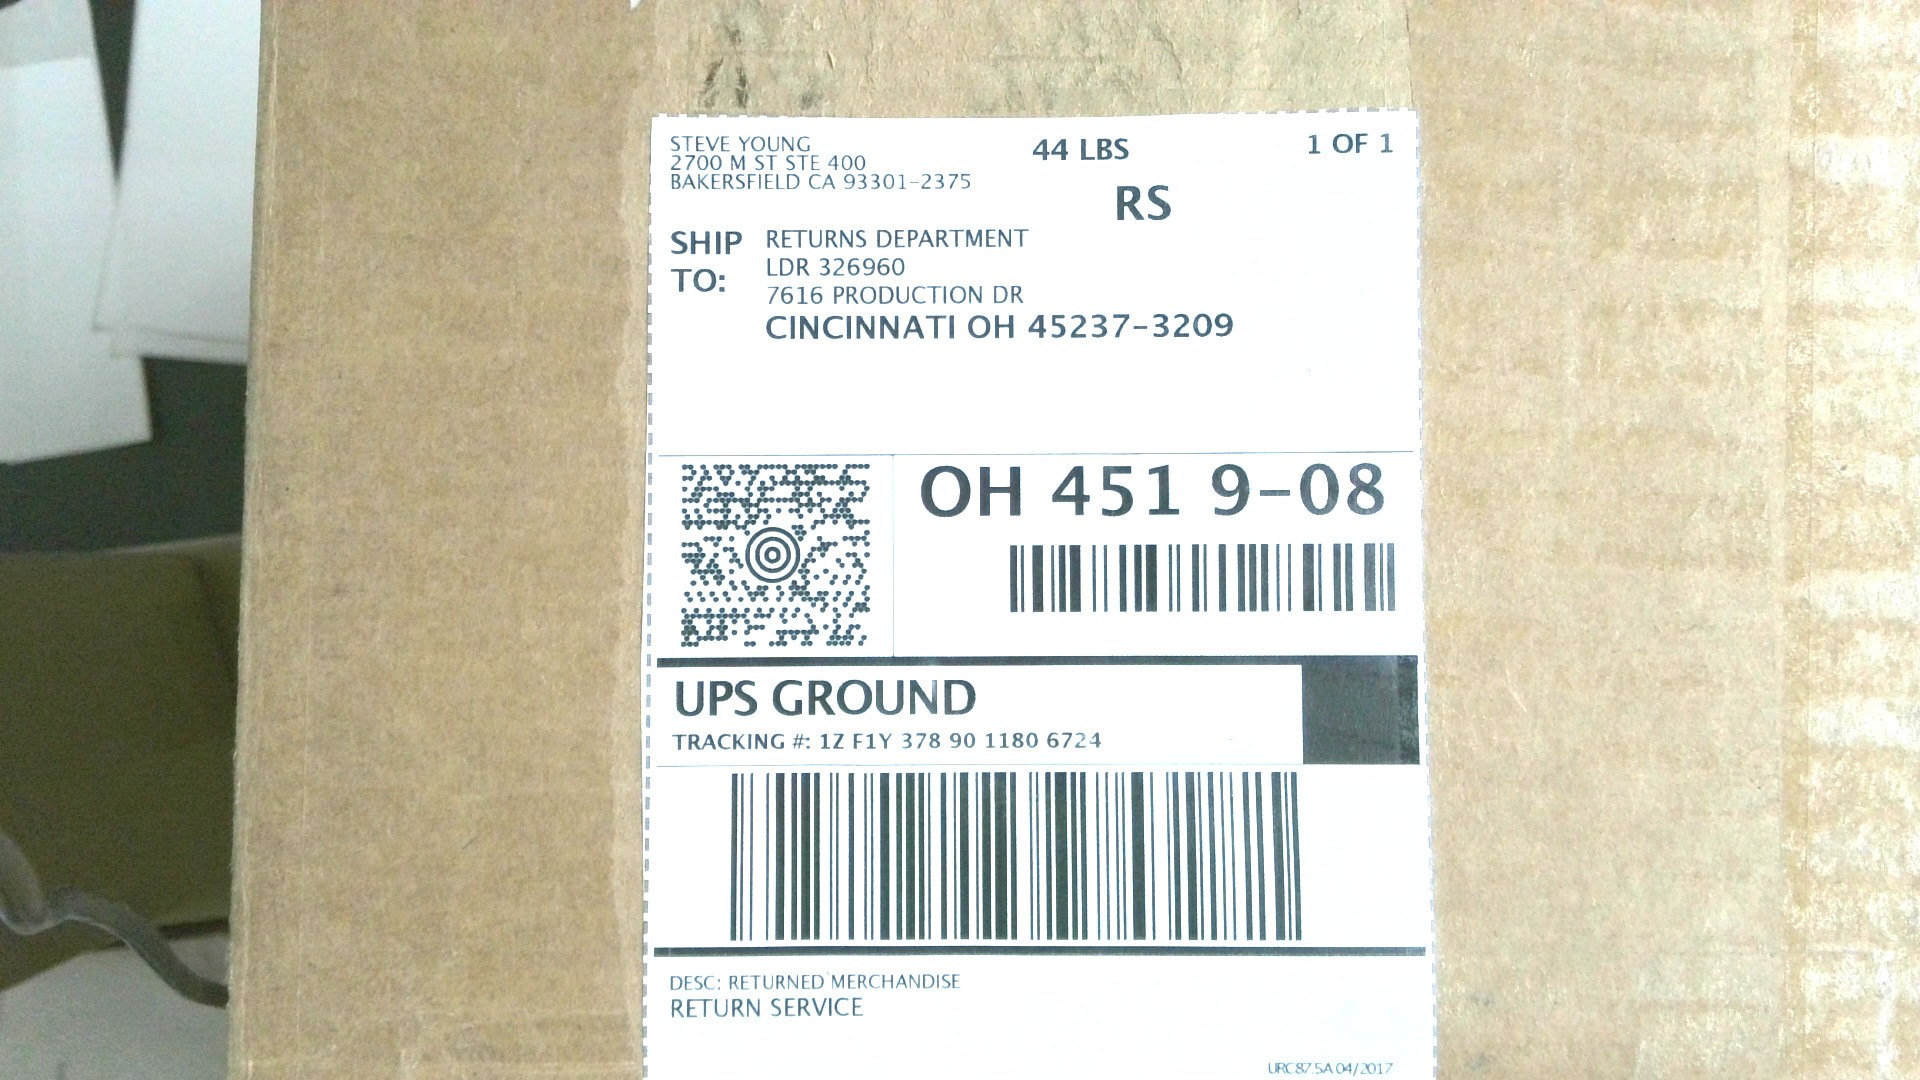 STEVE YOUNG
2700 M ST STE 400
BAKERSFIELD CA 93301-2375
44 LBS
1 OF 1
RS
SHIP TO:
RETURNS DEPARTMENT
LDR 326960
7616 PRODUCTION DR
CINCINNATI OH 45237-3209
OH 451 9-08
UPS GROUND
TRACKING #: 1Z F1Y 378 90 1180 6724
DESC: RETURNED MERCHANDISE
RETURN SERVICE
URC87.5A 04/2017